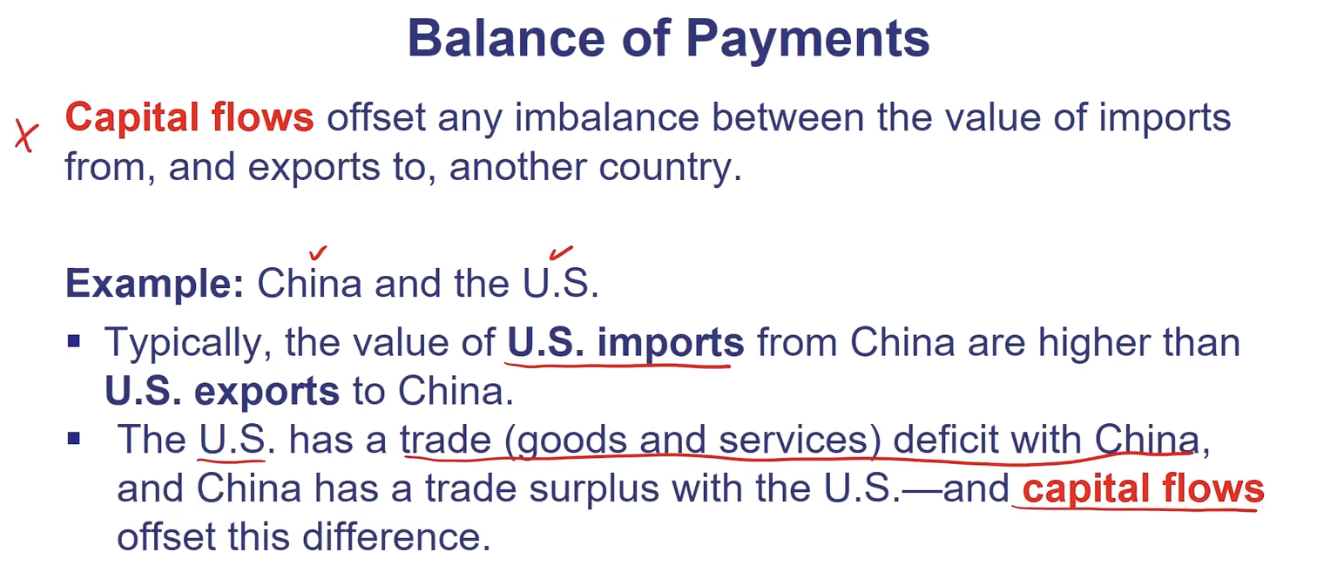 Balance of Payments
Capital flows offset any imbalance between the value of imports
from, and exports to, another country.
Example: China and the U.S.
▪ Typically, the value of U.S. imports from China are higher than
U.S. exports to China.
▪ The U.S. has a trade (goods and services) deficit with China,
and China has a trade surplus with the U.S.—and capital flows
offset this difference.